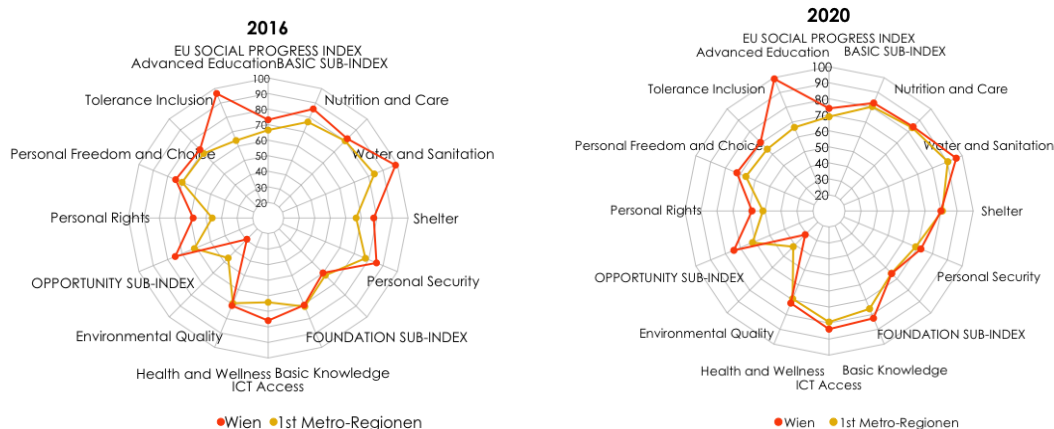 2016
EU SOCIAL PROGRESS INDEX
Advanced Education
BASIC SUB-INDEX
Tolerance Inclusion
Nutrition and Care
Personal Freedom and Choice
Water and Sanitation
Personal Rights
Shelter
OPPORTUNITY SUB-INDEX
Personal Security
Environmental Quality
FOUNDATION SUB-INDEX
Health and Wellness
Basic Knowledge
ICT Access
100
90
80
70
60
50
40
30
20
Wien
1st Metro-Regionen
2020
EU SOCIAL PROGRESS INDEX
Advanced Education
BASIC SUB-INDEX
Tolerance Inclusion
Nutrition and Care
Personal Freedom and Choice
Water and Sanitation
Personal Rights
Shelter
OPPORTUNITY SUB-INDEX
Personal Security
Environmental Quality
FOUNDATION SUB-INDEX
Health and Wellness
Basic Knowledge
ICT Access
100
90
80
70
60
50
40
30
20
Wien
1st Metro-Regionen